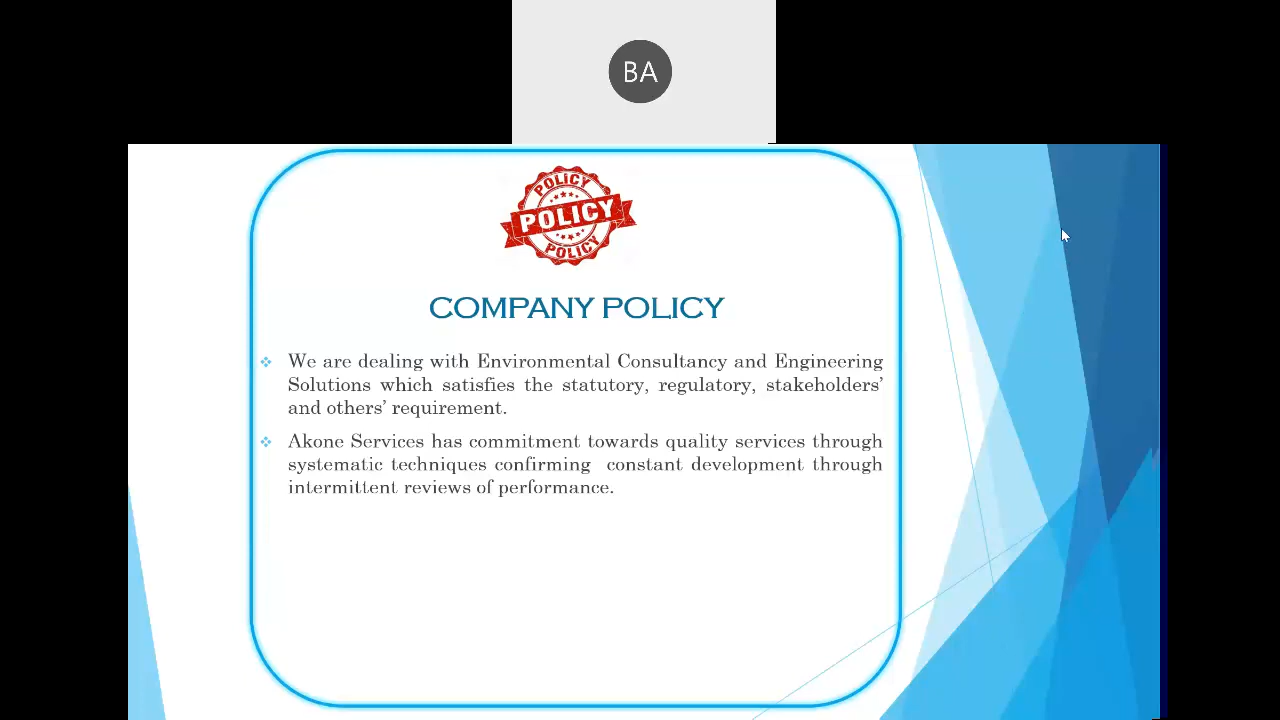 BA
POLICY
POLICY
POLICY
COMPANY POLICY
We are dealing with Environmental Consultancy and Engineering
Solutions which satisfies the statutory, regulatory, stakeholders’
and others’ requirement.
Akone Services has commitment towards quality services through
systematic techniques confirming constant development through
intermittent reviews of performance.